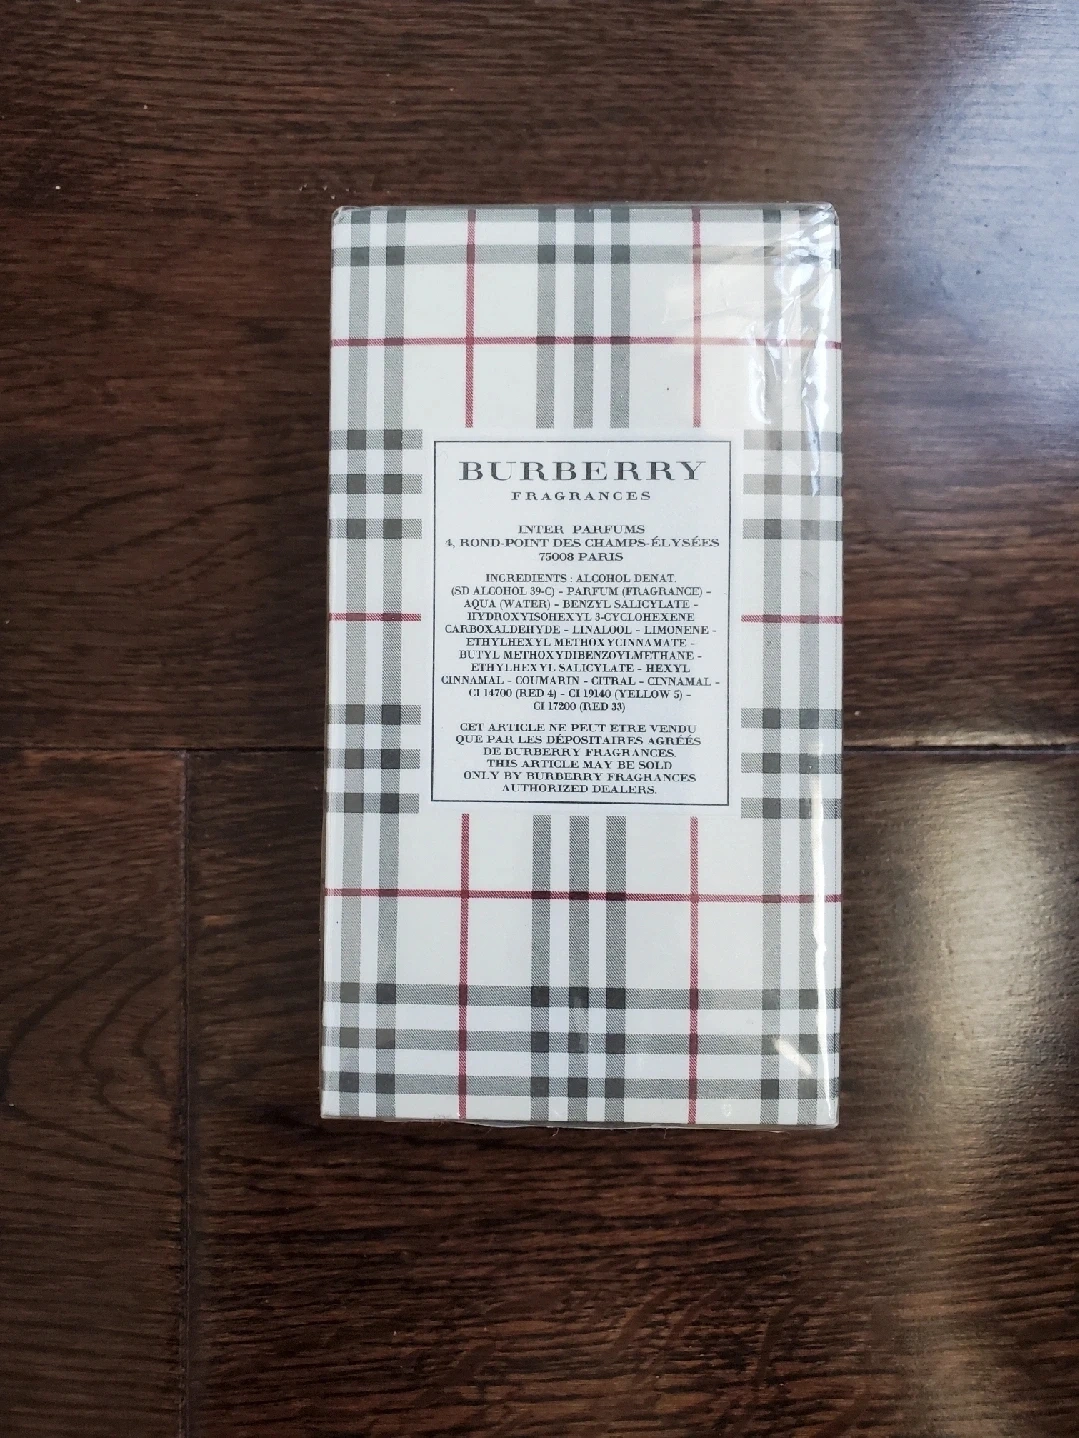 BURBERRY
FRAGRANCES
INTER PARFUMS
4, ROND-POINT DES CHAMPS-ÉLYSÉES
75008 PARIS
INGREDIENTS : ALCOHOL DENAT.
(SD ALCOHOL 39-C) - PARFUM (FRAGRANCE) -
AQUA (WATER) - BENZYL SALICYLATE -
HYDROXYISOHEXYL 3-CYCLOHEXENE
CARBOXALDEHYDE - LINALOOL - LIMONENE -
ETHYLHEXYL METHOXYCINNAMATE -
BUTYL METHOXYDIBENZOYLMETHANE -
ETHYLHEXYL SALICYLATE - HEXYL
CINNAMAL - COUMARIN - CITRAL - CINNAMAL -
CI 14700 (RED 4) - CI 19140 (YELLOW 5) -
CI 17200 (RED 33)
CET ARTICLE NE PEUT ETRE VENDU
QUE PAR LES DÉPOSITAIRES AGRÉÉS
DE BURBERRY FRAGRANCES.
THIS ARTICLE MAY BE SOLD
ONLY BY BURBERRY FRAGRANCES
AUTHORIZED DEALERS.